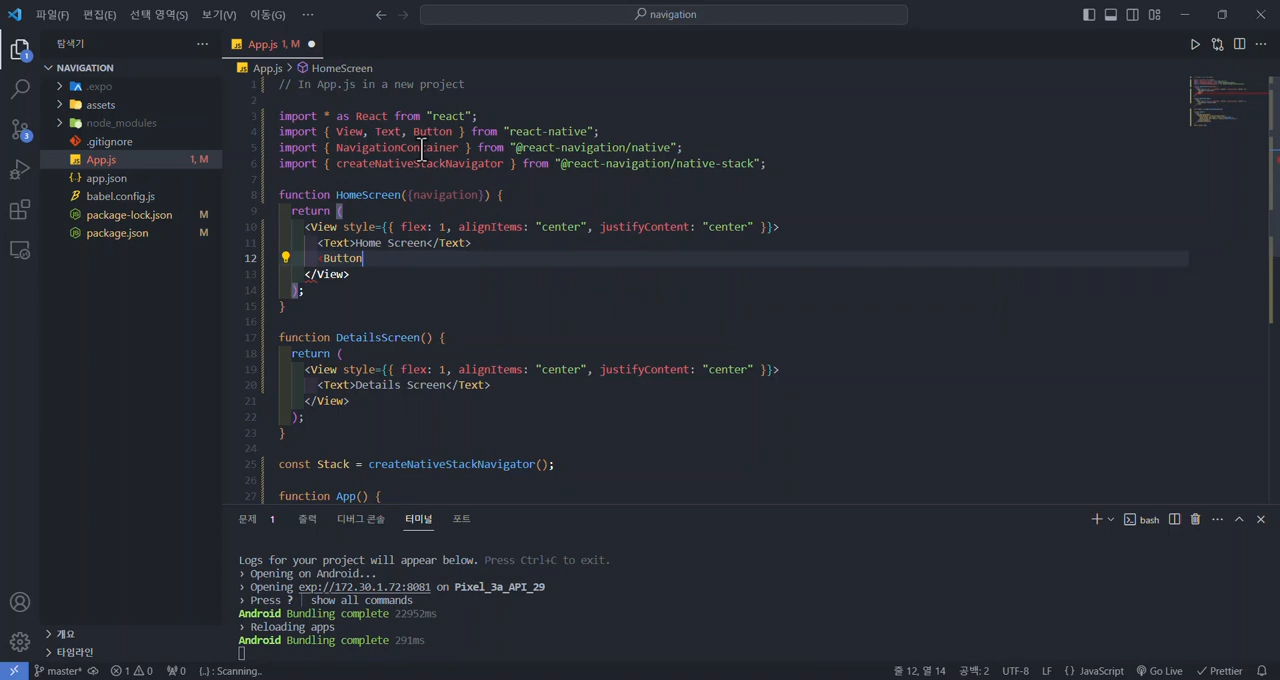 파일(F) 편집(E) 선택 영역(S) 보기(V) 이동(G) ··· navigation
탐색기 ···
App.js 1, M
NAVIGATION
App.js > HomeScreen
.expo
assets
node_modules
.gitignore
App.js 1, M
app.json
babel.config.js
package-lock.json M
package.json M
개요
타임라인
1
3
1 // In App.js in a new project
2
3 import * as React from "react";
4 import { View, Text, Button } from "react-native";
5 import { NavigationContainer } from "@react-navigation/native";
6 import { createNativeStackNavigator } from "@react-navigation/native-stack";
7
8 function HomeScreen({navigation}) {
9 return (
10 <View style={{ flex: 1, alignItems: "center", justifyContent: "center" }}>
11 <Text>Home Screen</Text>
12 <Button
13 </View>
14 );
15 }
16
17 function DetailsScreen() {
18 return (
19 <View style={{ flex: 1, alignItems: "center", justifyContent: "center" }}>
20 <Text>Details Screen</Text>
21 </View>
22 );
23 }
24
25 const Stack = createNativeStackNavigator();
26
27 function App() {
문제 1 출력 디버그 콘솔 터미널 포트 bash ···
Logs for your project will appear below. Press Ctrl+C to exit.
› Opening on Android...
› Opening exp://172.30.1.72:8081 on Pixel_3a_API_29
› Press ? │ show all commands
Android Bundling complete 22952ms
› Reloading apps
Android Bundling complete 291ms
master* 1 0 0 {..} : Scanning.. 줄 12, 열 14 공백: 2 UTF-8 LF {} JavaScript Go Live Prettier